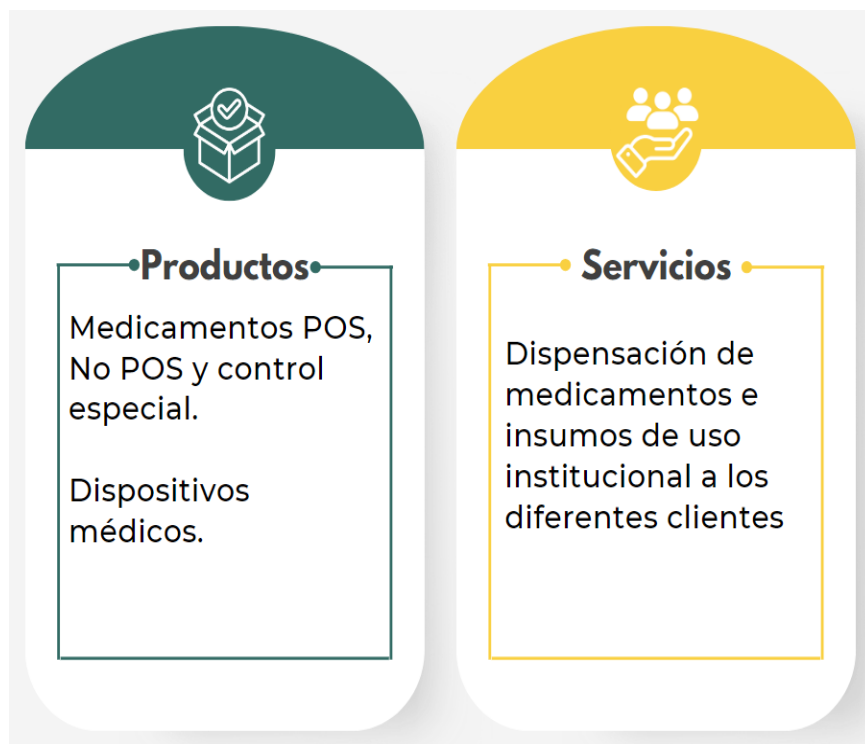 Productos
Medicamentos POS,
No POS y control
especial.
Dispositivos
médicos.
Servicios
Dispensación de
medicamentos e
insumos de uso
institucional a los
diferentes clientes